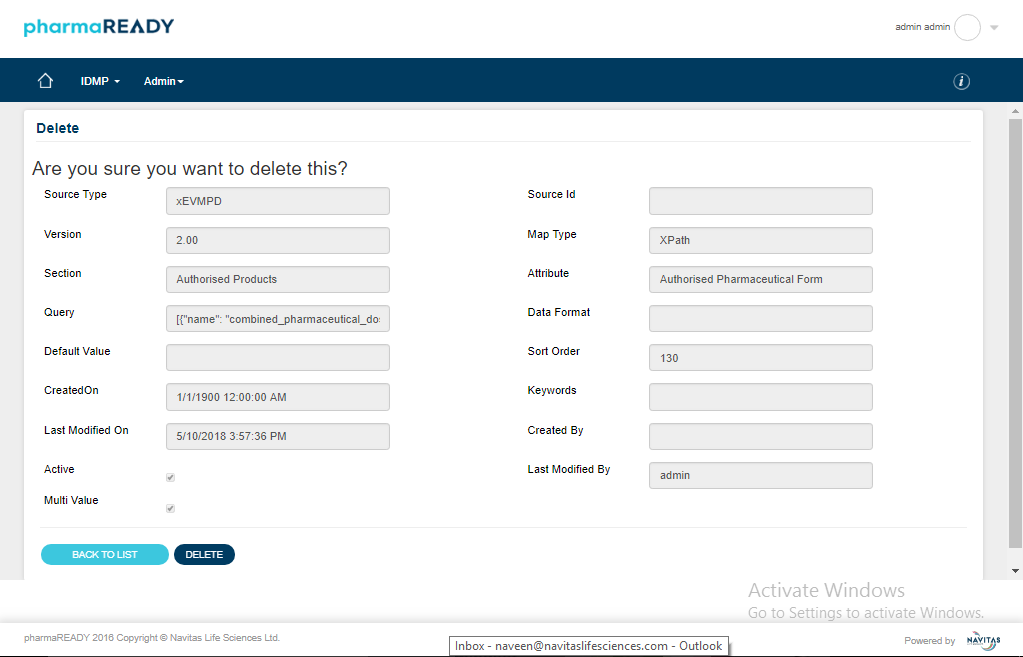 pharmaREADY
admin admin
IDMP
Admin
i
Delete
Are you sure you want to delete this?
Source Type xEVMPD Source Id
Version 2.00 Map Type XPath
Section Authorised Products Attribute Authorised Pharmaceutical Form
Query [{"name": "combined_pharmaceutical_do Data Format
Default Value Sort Order 130
CreatedOn 1/1/1900 12:00:00 AM Keywords
Last Modified On 5/10/2018 3:57:36 PM Created By
Active Last Modified By admin
Multi Value
BACK TO LIST DELETE
Activate Windows
Go to Settings to activate Windows.
pharmaREADY 2016 Copyright © Navitas Life Sciences Ltd.
Inbox - naveen@navitaslifesciences.com - Outlook
Powered by NAVITAS